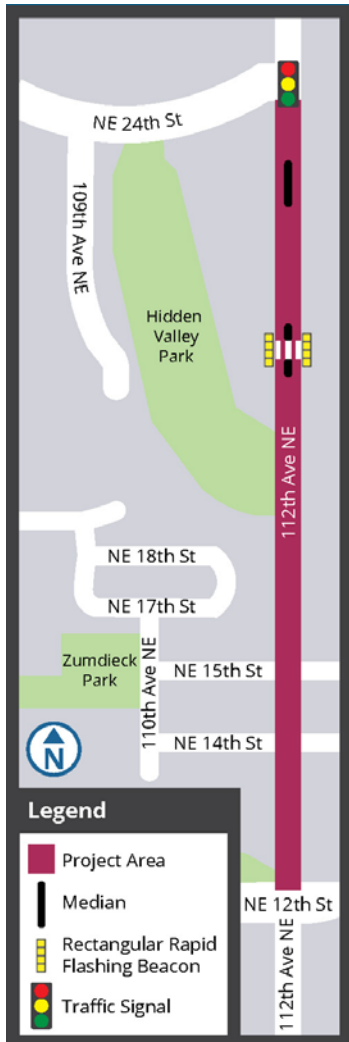 NE 24th St
109th Ave NE
Hidden
Valley
Park
112th Ave NE
NE 18th St
NE 17th St
Zumdieck
Park
110th Ave NE
NE 15th St
NE 14th St
N
Legend
Project Area
Median
Rectangular Rapid
Flashing Beacon
Traffic Signal
NE 12th St
112th Ave NE